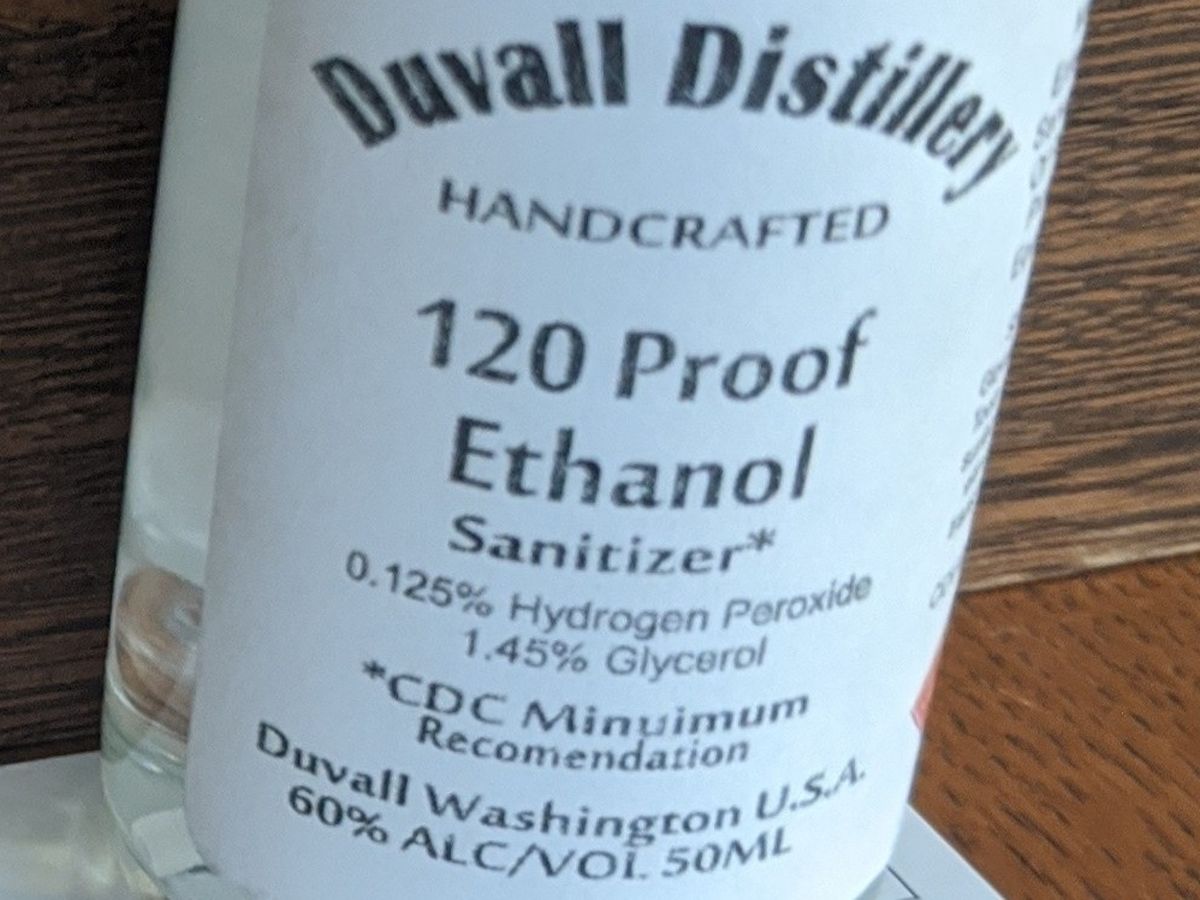 Duvall Distillery
HANDCRAFTED
120 Proof
Ethanol
Sanitizer*
0.125% Hydrogen Peroxide
1.45% Glycerol
*CDC Minuimum
Recomendation
Duvall Washington U.S.A.
60% ALC/VOL 50ML